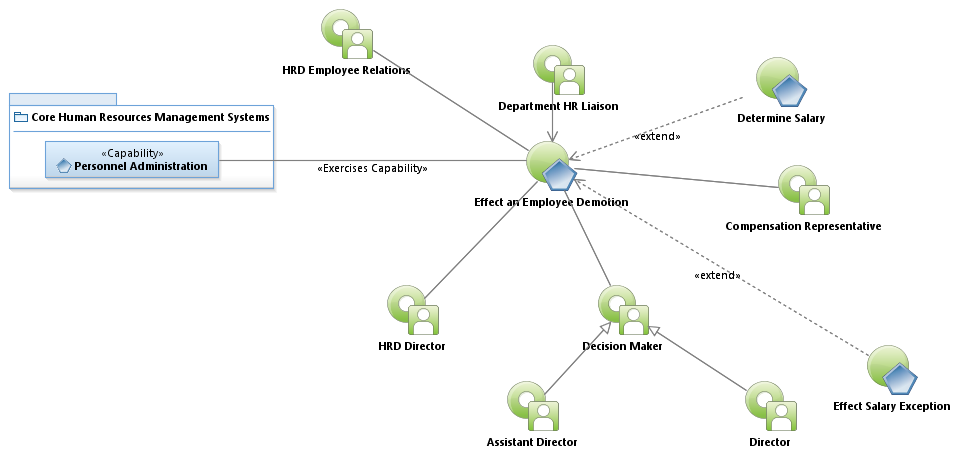 HRD Employee Relations
Department HR Liaison
Determine Salary
Core Human Resources Management Systems
«Capability»
Personnel Administration
«extend»
«Exercises Capability»
Effect an Employee Demotion
Compensation Representative
«extend»
HRD Director
Decision Maker
Effect Salary Exception
Assistant Director
Director